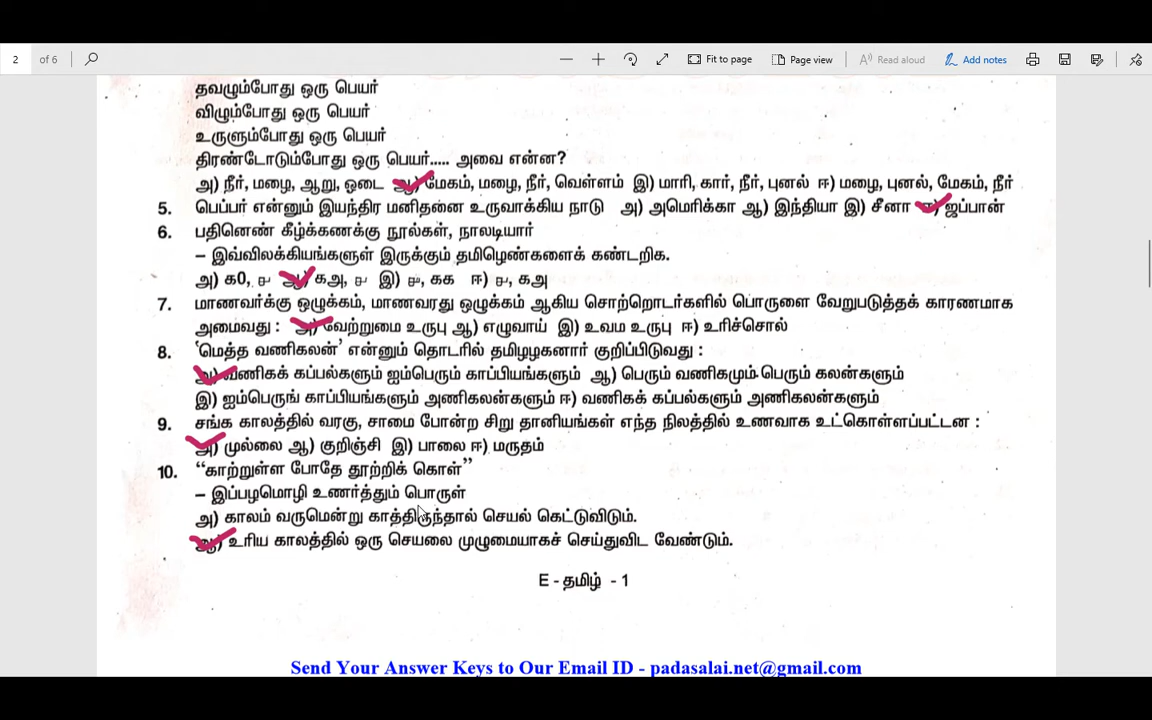 2 of 6 Fit to page Page view Read aloud Add notes
தவழும்போது ஒரு பெயர்
விழும்போது ஒரு பெயர்
உருளும்போது ஒரு பெயர்
திரண்டோடும்போது ஒரு பெயர்..... அவை என்ன?
அ) நீர், மழை, ஆறு, ஓடை ஆ) மேகம், மழை, நீர், வெள்ளம் இ) மாரி, கார், நீர், புனல் ஈ) மழை, புனல், மேகம், நீர்
5. பெப்பர் என்னும் இயந்திர மனிதனை உருவாக்கிய நாடு அ) அமெரிக்கா ஆ) இந்தியா இ) சீனா ஈ) ஜப்பான்
6. பதினெண் கீழ்க்கணக்கு நூல்கள், நாலடியார்
– இவ்விலக்கியங்களுள் இருக்கும் தமிழெண்களைக் கண்டறிக.
அ) க0, ஆ) கஅ, இ) கக ஈ) கஅ
7. மாணவர்க்கு ஒழுக்கம், மாணவரது ஒழுக்கம் ஆகிய சொற்றொடர்களில் பொருளை வேறுபடுத்தக் காரணமாக
அமைவது : அ) வேற்றுமை உருபு ஆ) எழுவாய் இ) உவம உருபு ஈ) உரிச்சொல்
8. 'மெத்த வணிகலன்' என்னும் தொடரில் தமிழழகனார் குறிப்பிடுவது :
அ) வணிகக் கப்பல்களும் ஐம்பெரும் காப்பியங்களும் ஆ) பெரும் வணிகமும் பெரும் கலன்களும்
இ) ஐம்பெருங் காப்பியங்களும் அணிகலன்களும் ஈ) வணிகக் கப்பல்களும் அணிகலன்களும்
9. சங்க காலத்தில் வரகு, சாமை போன்ற சிறு தானியங்கள் எந்த நிலத்தில் உணவாக உட்கொள்ளப்பட்டன :
அ) முல்லை ஆ) குறிஞ்சி இ) பாலை ஈ) மருதம்
10. "காற்றுள்ள போதே தூற்றிக் கொள்"
– இப்பழமொழி உணர்த்தும் பொருள்
அ) காலம் வருமென்று காத்திருந்தால் செயல் கெட்டுவிடும்.
ஆ) உரிய காலத்தில் ஒரு செயலை முழுமையாகச் செய்துவிட வேண்டும்.
E - தமிழ் - 1
Send Your Answer Keys to Our Email ID - padasalai.net@gmail.com